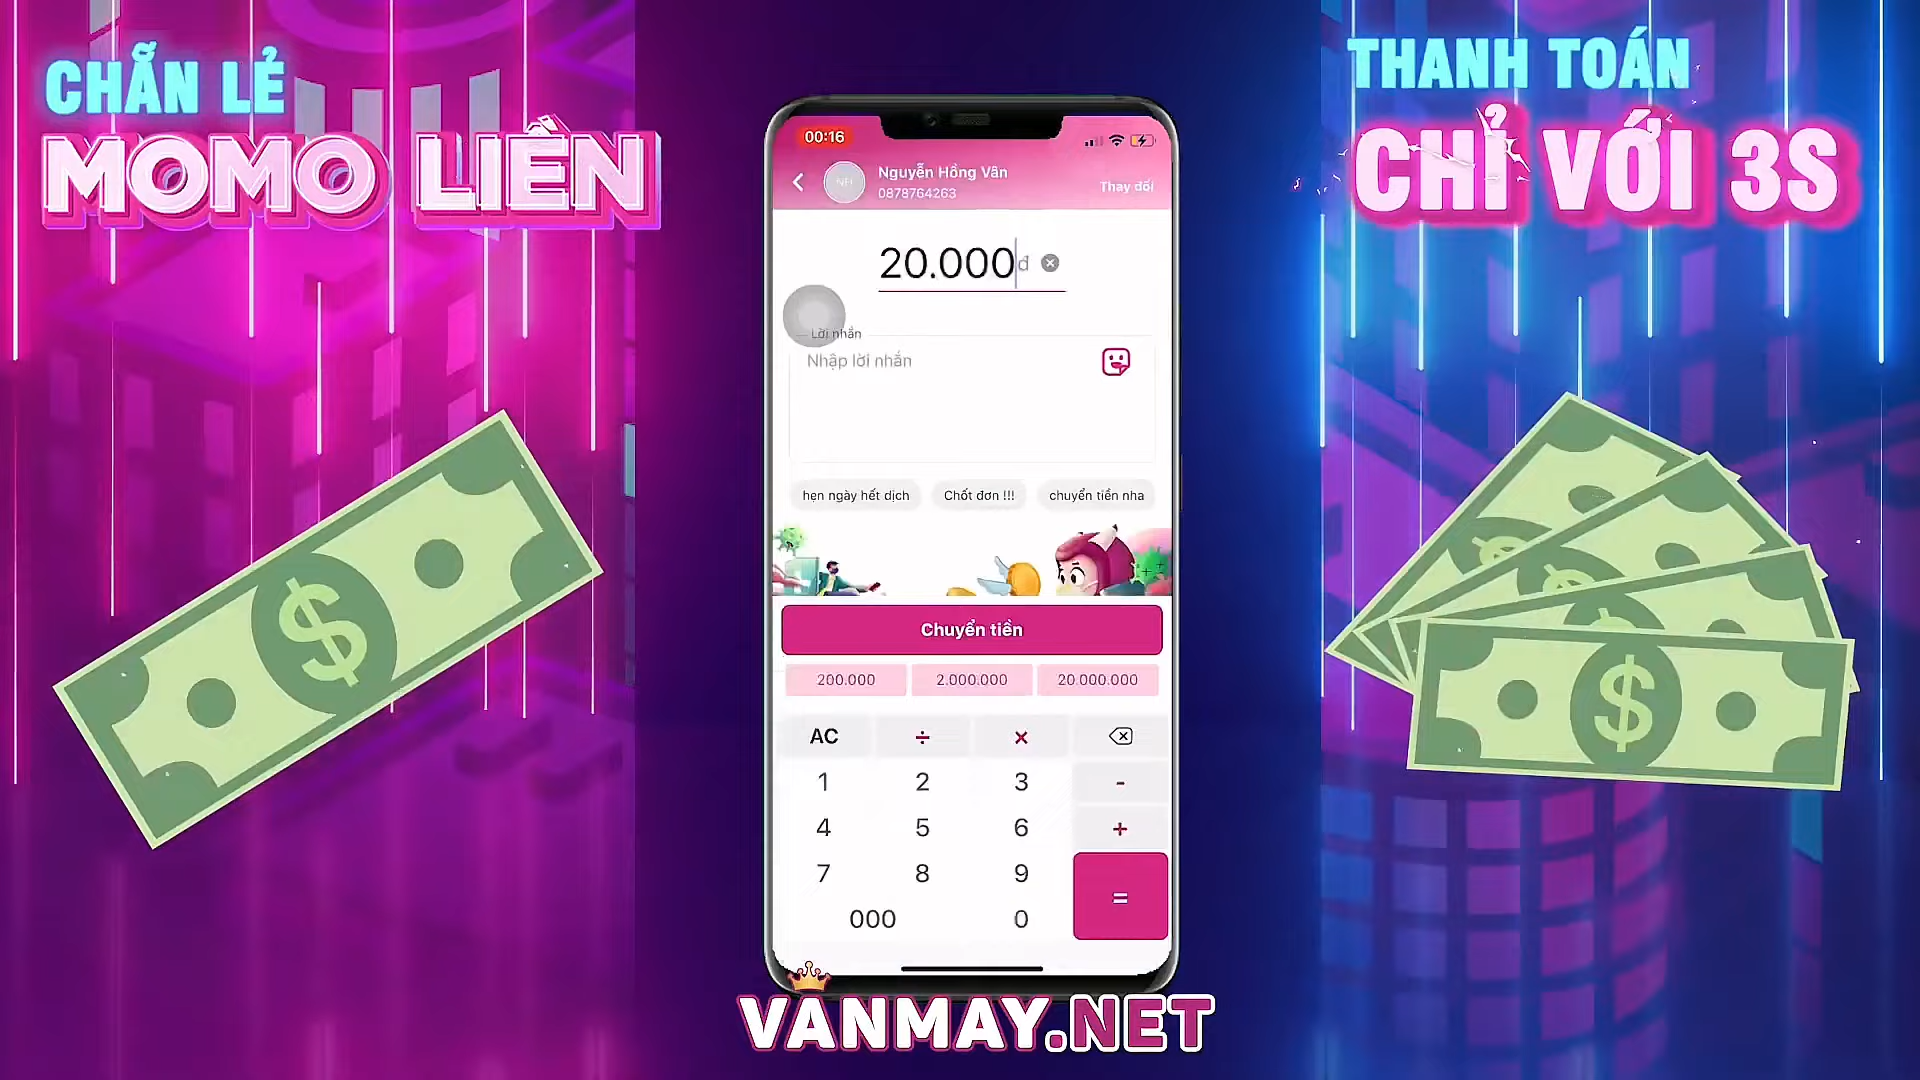 CHẴN LẺ
MOMO LIỀN
THANH TOÁN
CHỈ VỚI 3S
00:16
NH
Nguyễn Hồng Vân
0878764263
Thay đổi
20.000đ
Lời nhắn
Nhập lời nhắn
hẹn ngày hết dịch
Chốt đơn !!!
chuyển tiền nha
Chuyển tiền
200.000
2.000.000
20.000.000
AC ÷ ×
1 2 3 -
4 5 6 +
7 8 9 =
000 0
$
$
VANMAY.NET